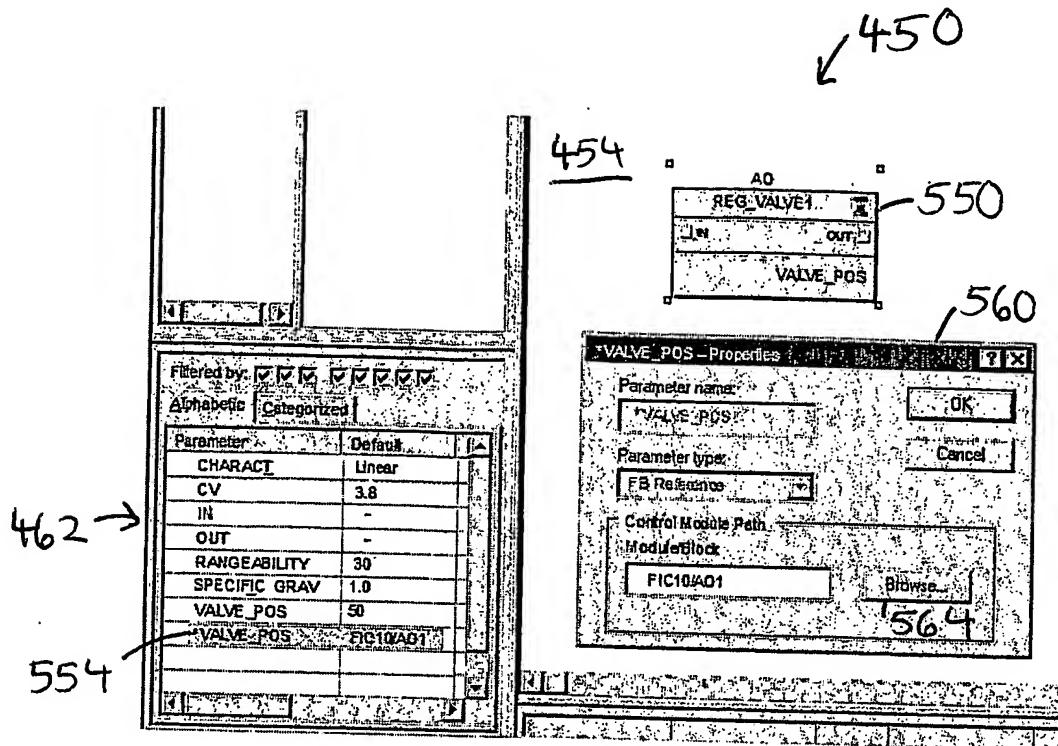 450
454
AO
REG_VALVE1..
550
IN OUT
VALVE_POS
560
*VALVE_POS – Properties ? X
Parameter name:
*VALVE_POS
OK
Parameter type:
Cancel
FB Reference
Control Module Path
Module/Block
FIC10/AO1 Browse...
564
Filtered by:
Alphabetic Categorized
Parameter Default
CHARACT Linear
CV 3.8
IN -
OUT -
RANGEABILITY 30
SPECIFIC GRAV 1.0
VALVE_POS 50
*VALVE_POS FIC10/AO1
462
554